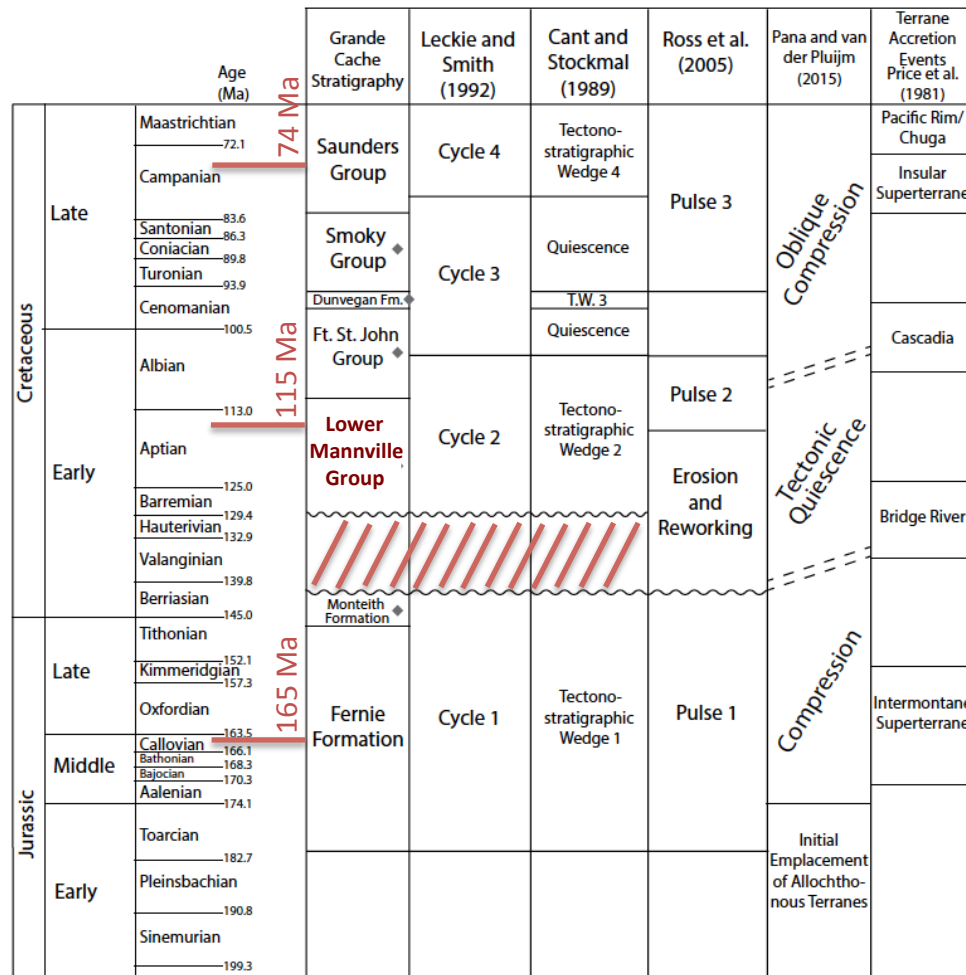 Age
(Ma)
Grande
Cache
Stratigraphy
Leckie and
Smith
(1992)
Cant and
Stockmal
(1989)
Ross et al.
(2005)
Pana and van
der Pluijm
(2015)
Terrane
Accretion
Events
Price et al.
(1981)
Cretaceous
Jurassic
Late
Early
Late
Middle
Early
Maastrichtian
72.1
Campanian
83.6
Santonian
86.3
Coniacian
89.8
Turonian
93.9
Cenomanian
100.5
Albian
113.0
Aptian
125.0
Barremian
129.4
Hauterivian
132.9
Valanginian
139.8
Berriasian
145.0
Tithonian
152.1
Kimmeridgian
157.3
Oxfordian
163.5
Callovian
166.1
Bathonian
168.3
Bajocian
170.3
Aalenian
174.1
Toarcian
182.7
Pleinsbachian
190.8
Sinemurian
199.3
74 Ma
115 Ma
165 Ma
Saunders
Group
Smoky
Group
Dunvegan Fm.
Ft. St. John
Group
Lower
Mannville
Group
Monteith
Formation
Fernie
Formation
Cycle 4
Cycle 3
Cycle 2
Cycle 1
Tectono-
stratigraphic
Wedge 4
Quiescence
T.W. 3
Quiescence
Tectono-
stratigraphic
Wedge 2
Tectono-
stratigraphic
Wedge 1
Pulse 3
Pulse 2
Erosion
and
Reworking
Pulse 1
Oblique
Compression
Tectonic
Quiescence
Compression
Initial
Emplacement
of Allochtho-
nous Terranes
Pacific Rim/
Chuga
Insular
Superterrane
Cascadia
Bridge River
Intermontane
Superterrane